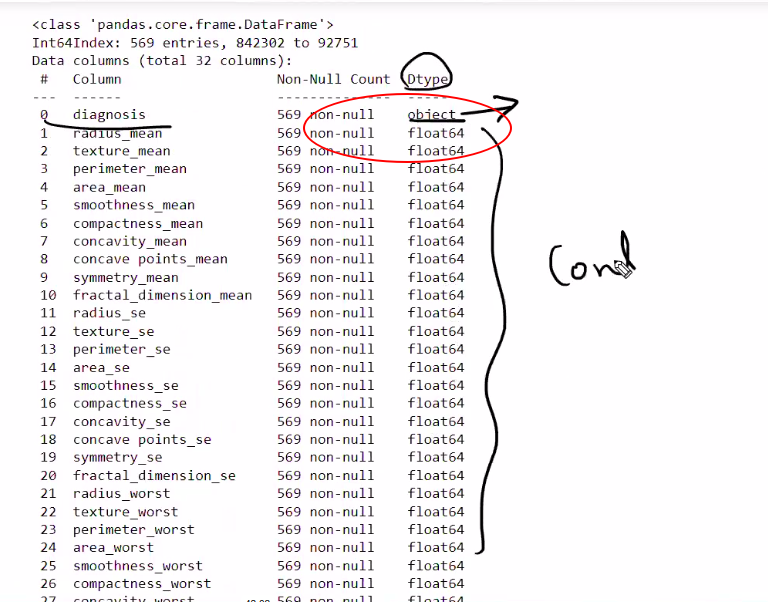 <class 'pandas.core.frame.DataFrame'>
Int64Index: 569 entries, 842302 to 92751
Data columns (total 32 columns):
# Column Non-Null Count Dtype
--- ------ -------------- -----
0 diagnosis 569 non-null object
1 radius_mean 569 non-null float64
2 texture_mean 569 non-null float64
3 perimeter_mean 569 non-null float64
4 area_mean 569 non-null float64
5 smoothness_mean 569 non-null float64
6 compactness_mean 569 non-null float64
7 concavity_mean 569 non-null float64
8 concave points_mean 569 non-null float64
9 symmetry_mean 569 non-null float64
10 fractal_dimension_mean 569 non-null float64
11 radius_se 569 non-null float64
12 texture_se 569 non-null float64
13 perimeter_se 569 non-null float64
14 area_se 569 non-null float64
15 smoothness_se 569 non-null float64
16 compactness_se 569 non-null float64
17 concavity_se 569 non-null float64
18 concave points_se 569 non-null float64
19 symmetry_se 569 non-null float64
20 fractal_dimension_se 569 non-null float64
21 radius_worst 569 non-null float64
22 texture_worst 569 non-null float64
23 perimeter_worst 569 non-null float64
24 area_worst 569 non-null float64
25 smoothness_worst 569 non-null float64
26 compactness_worst 569 non-null float64
27 concavity_worst 569 non-null float64